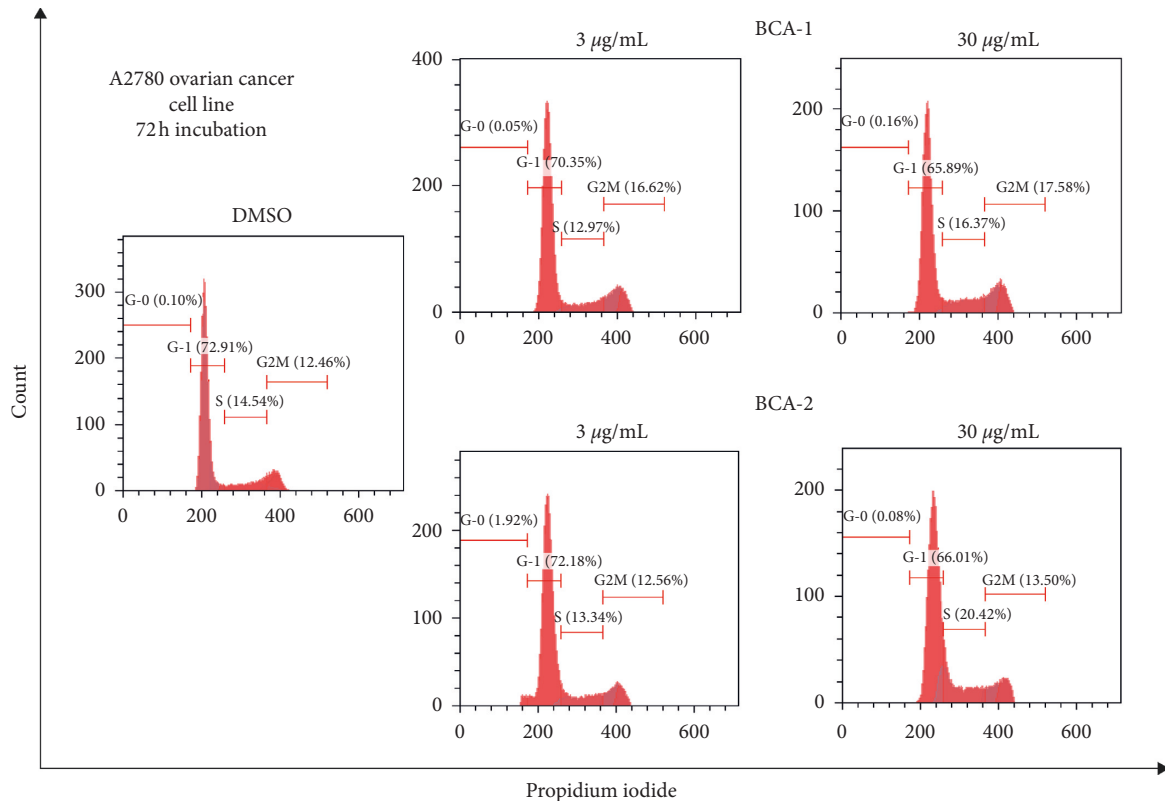 A2780 ovarian cancer
cell line
72 h incubation
Count
Propidium iodide
DMSO
300
200
100
0
G-0 (0.10%)
G-1 (72.91%)
S (14.54%)
G2M (12.46%)
0 200 400 600
BCA-1
3 µg/mL
400
200
0
G-0 (0.05%)
G-1 (70.35%)
S (12.97%)
G2M (16.62%)
0 200 400 600
30 µg/mL
200
100
0
G-0 (0.16%)
G-1 (65.89%)
S (16.37%)
G2M (17.58%)
0 200 400 600
BCA-2
3 µg/mL
200
100
0
G-0 (1.92%)
G-1 (72.18%)
S (13.34%)
G2M (12.56%)
0 200 400 600
30 µg/mL
200
100
0
G-0 (0.08%)
G-1 (66.01%)
S (20.42%)
G2M (13.50%)
0 200 400 600